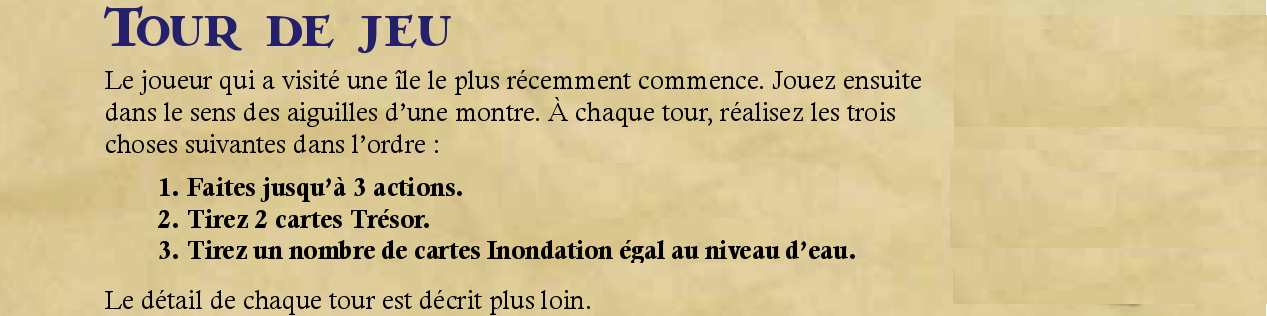 Tour de jeu
Le joueur qui a visité une île le plus récemment commence. Jouez ensuite
dans le sens des aiguilles d’une montre. À chaque tour, réalisez les trois
choses suivantes dans l’ordre :
1. Faites jusqu’à 3 actions.
2. Tirez 2 cartes Trésor.
3. Tirez un nombre de cartes Inondation égal au niveau d’eau.
Le détail de chaque tour est décrit plus loin.